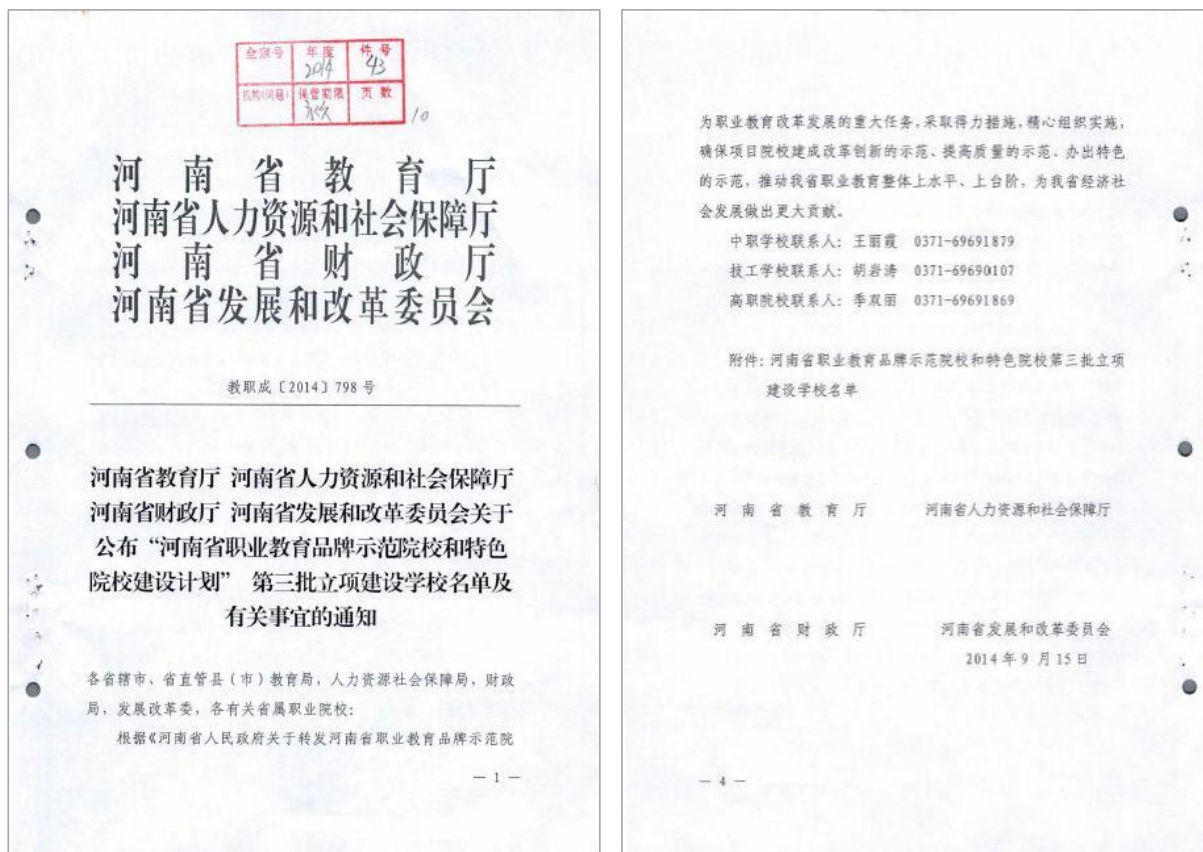 全宗号 年度 件号
2014 43
机构(问题) 保管期限 页数
永久 10
河南省教育厅
河南省人力资源和社会保障厅
河南省财政厅
河南省发展和改革委员会
教职成〔2014〕798号
河南省教育厅 河南省人力资源和社会保障厅
河南省财政厅 河南省发展和改革委员会关于
公布“河南省职业教育品牌示范院校和特色
院校建设计划” 第三批立项建设学校名单及
有关事宜的通知
各省辖市、省直管县（市）教育局，人力资源社会保障局，财政
局，发展改革委，各有关省属职业院校：
根据《河南省人民政府关于转发河南省职业教育品牌示范院
— 1 —
为职业教育改革发展的重大任务，采取得力措施，精心组织实施，
确保项目院校建成改革创新的示范、提高质量的示范、办出特色
的示范，推动我省职业教育整体上水平、上台阶，为我省经济社
会发展做出更大贡献。
中职学校联系人：王丽霞 0371-69691879
技工学校联系人：胡岩涛 0371-69690107
高职院校联系人：季双丽 0371-69691869
附件：河南省职业教育品牌示范院校和特色院校第三批立项
建设学校名单
河南省教育厅 河南省人力资源和社会保障厅
河南省财政厅 河南省发展和改革委员会
2014年9月15日
— 4 —